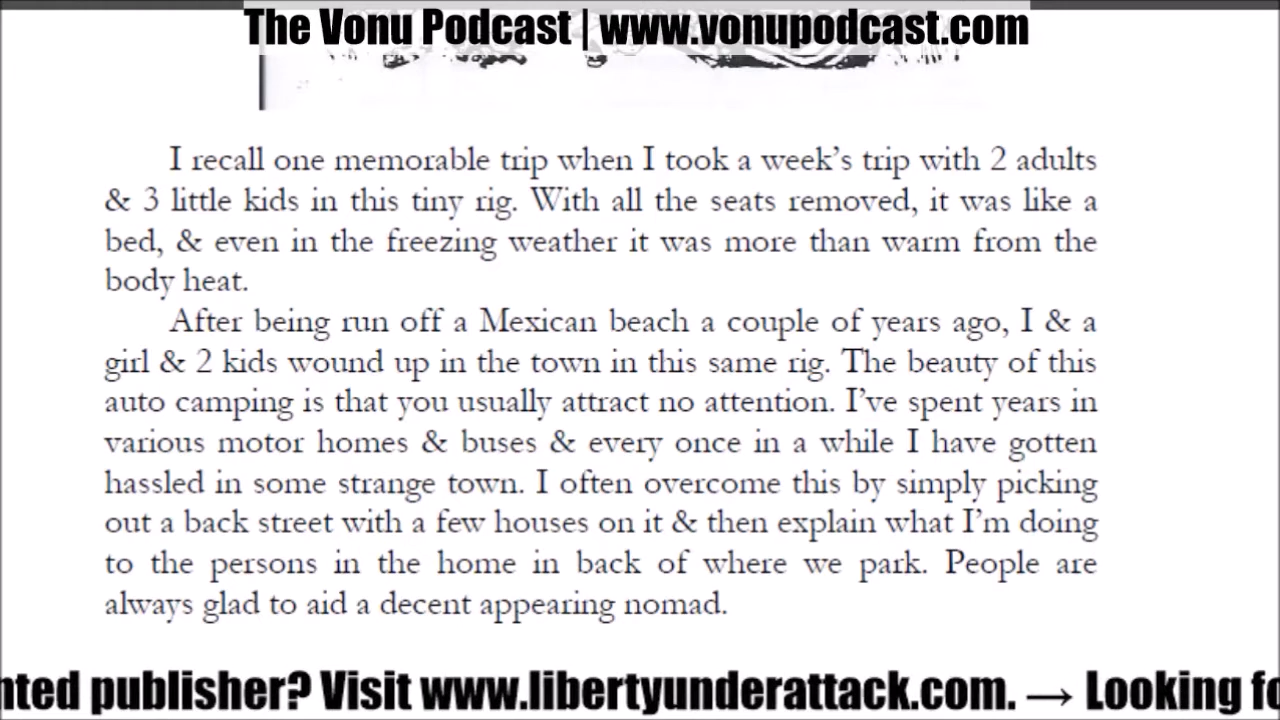 The Vonu Podcast | www.vonupodcast.com
I recall one memorable trip when I took a week's trip with 2 adults
& 3 little kids in this tiny rig. With all the seats removed, it was like a
bed, & even in the freezing weather it was more than warm from the
body heat.
After being run off a Mexican beach a couple of years ago, I & a
girl & 2 kids wound up in the town in this same rig. The beauty of this
auto camping is that you usually attract no attention. I've spent years in
various motor homes & buses & every once in a while I have gotten
hassled in some strange town. I often overcome this by simply picking
out a back street with a few houses on it & then explain what I'm doing
to the persons in the home in back of where we park. People are
always glad to aid a decent appearing nomad.
publisher? Visit www.libertyunderattack.com. → Looking